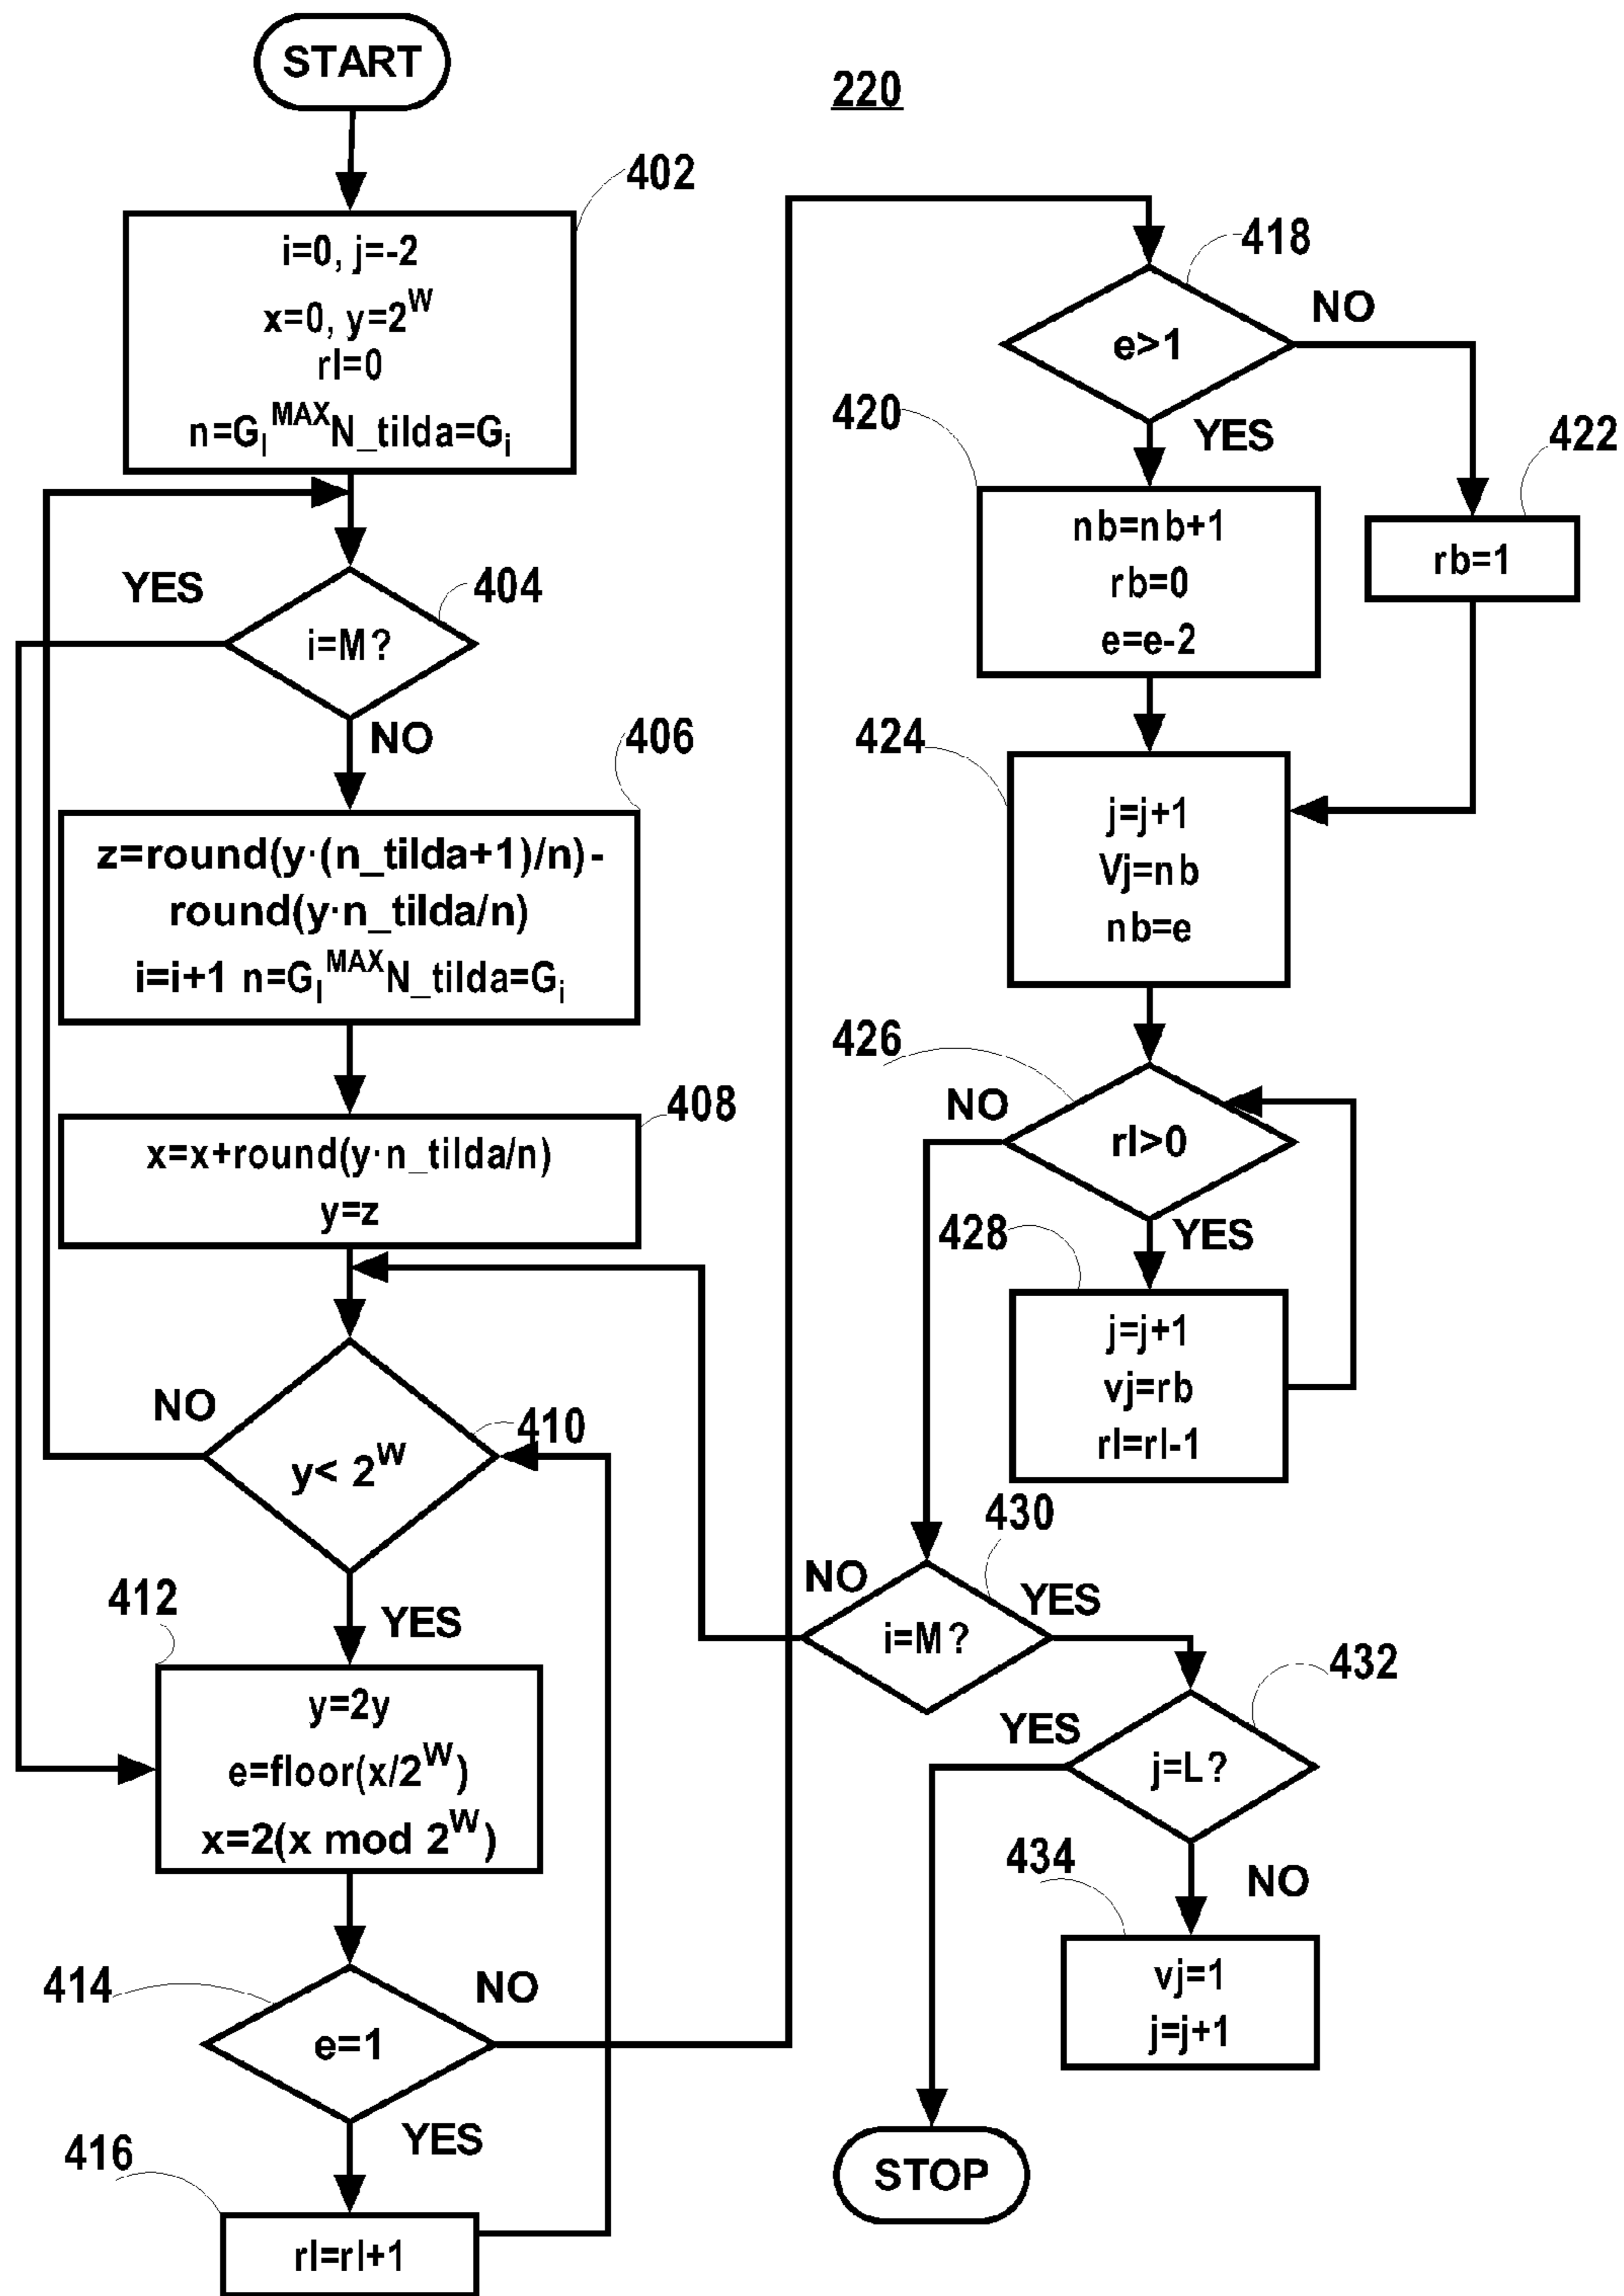 START
220
402
i=0, j=-2
x=0, y=2^W
rl=0
n=G_l^MAX N_tilda=G_i
YES
404
i=M?
NO
406
z=round(y·(n_tilda+1)/n)-
round(y·n_tilda/n)
i=i+1 n=G_l^MAX N_tilda=G_i
408
x=x+round(y·n_tilda/n)
y=z
NO
410
y< 2^W
YES
412
y=2y
e=floor(x/2^W)
x=2(x mod 2^W)
414
NO
e=1
YES
416
rl=rl+1
418
NO
e>1
420
YES
422
nb=nb+1
rb=0
e=e-2
rb=1
424
j=j+1
Vj=nb
nb=e
426
NO
rl>0
YES
428
j=j+1
vj=rb
rl=rl-1
430
NO
YES
i=M?
432
YES
j=L?
NO
434
vj=1
j=j+1
STOP